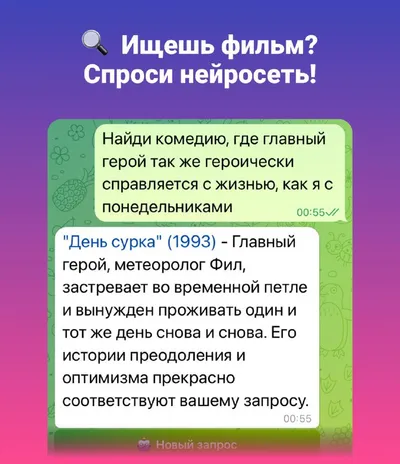 Ищешь фильм?
Спроси нейросеть!
Найди комедию, где главный
герой так же героически
справляется с жизнью, как я с
понедельниками
00:55
"День сурка" (1993) - Главный
герой, метеоролог Фил,
застревает во временной петле
и вынужден проживать один и
тот же день снова и снова. Его
истории преодоления и
оптимизма прекрасно
соответствуют вашему запросу.
00:55
Новый запрос